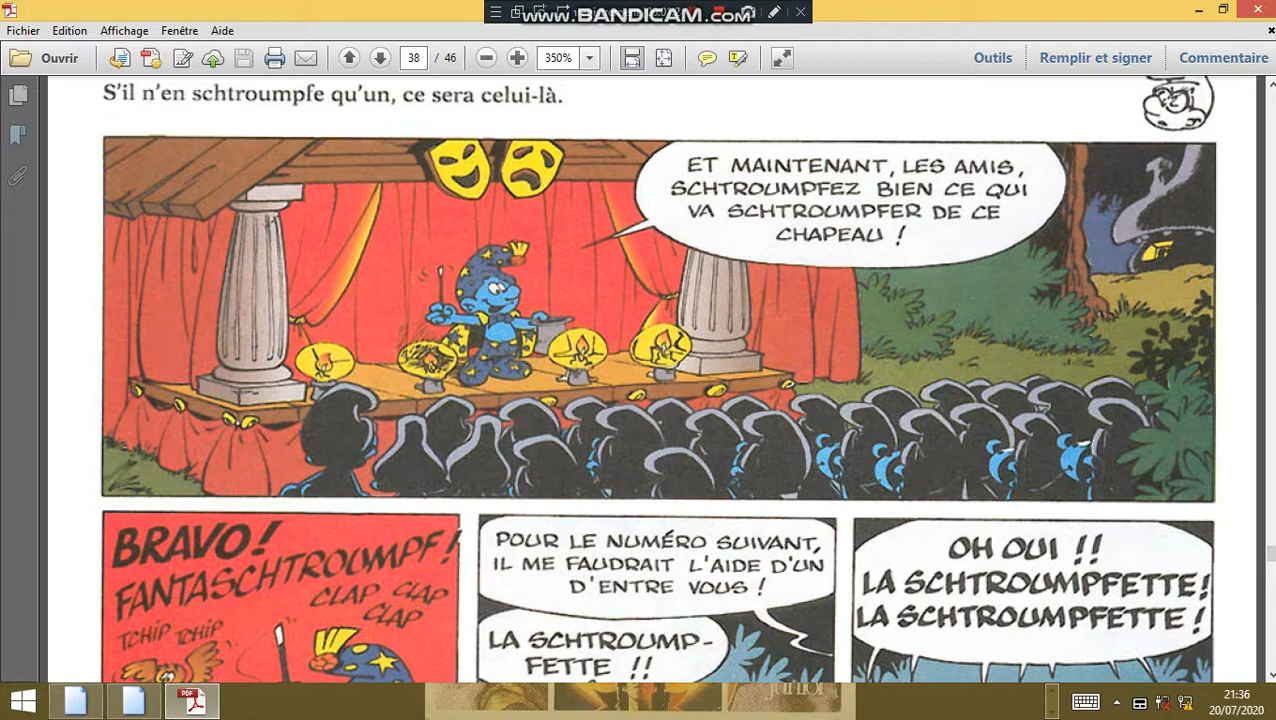 www.BANDICAM.com
Fichier Edition Affichage Fenêtre Aide
Ouvrir 38 / 46 350% Outils Remplir et signer Commentaire
S'il n'en schtroumpfe qu'un, ce sera celui-là.
ET MAINTENANT, LES AMIS,
SCHTROUMPFEZ BIEN CE QUI
VA SCHTROUMPFER DE CE
CHAPEAU !
BRAVO!
FANTASCHTROUMPF!
CLAP CLAP
CLAP
TCHIP TCHIP
POUR LE NUMÉRO SUIVANT,
IL ME FAUDRAIT L'AIDE D'UN
D'ENTRE VOUS !
LA SCHTROUMP-
FETTE !!
OH OUI !!
LA SCHTROUMPFETTE!
LA SCHTROUMPFETTE !
PDF
JUNIOR
21:36
20/07/2020